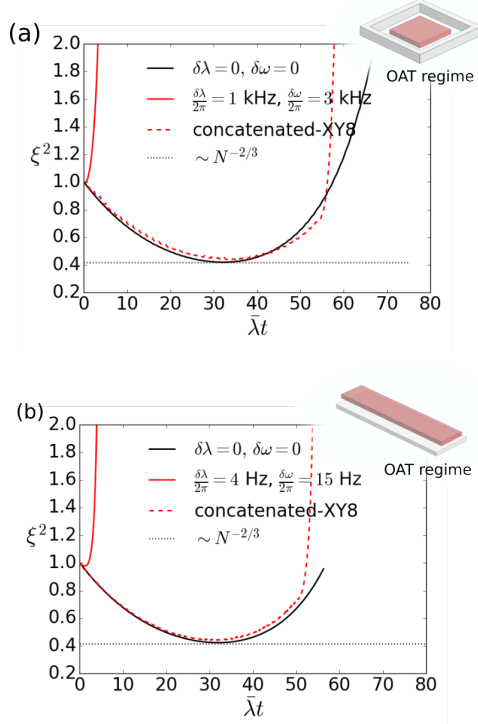 (a)
OAT regime
2.0
1.8
1.6
1.4
1.2
1.0
0.8
0.6
0.4
0.2
ξ²
δλ = 0, δω = 0
δλ/2π = 1 kHz, δω/2π = 3 kHz
concatenated-XY8
~ N^{-2/3}
0 10 20 30 40 50 60 70 80
λ̄t
(b)
OAT regime
2.0
1.8
1.6
1.4
1.2
1.0
0.8
0.6
0.4
0.2
ξ²
δλ = 0, δω = 0
δλ/2π = 4 Hz, δω/2π = 15 Hz
concatenated-XY8
~ N^{-2/3}
0 10 20 30 40 50 60 70 80
λ̄t